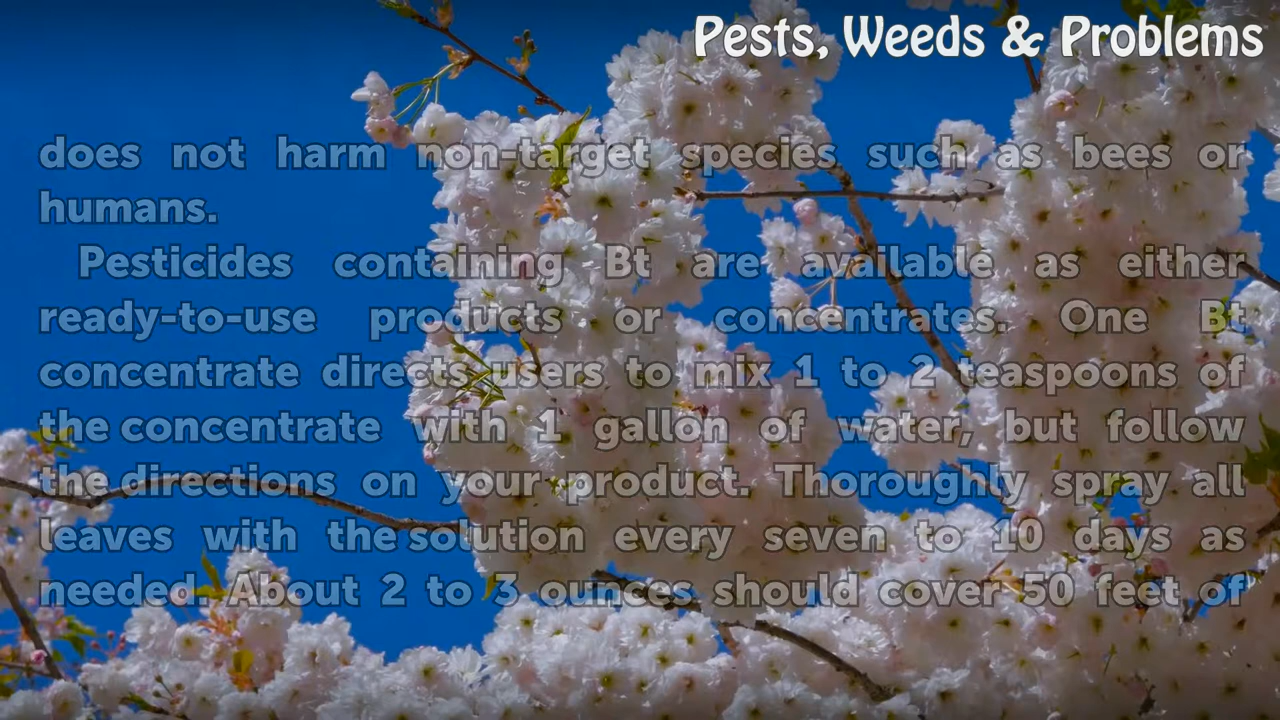 Pests, Weeds & Problems
does not harm non-target species such as bees or
humans.
Pesticides containing Bt are available as either
ready-to-use products or concentrates. One Bt
concentrate directs users to mix 1 to 2 teaspoons of
the concentrate with 1 gallon of water, but follow
the directions on your product. Thoroughly spray all
leaves with the solution every seven to 10 days as
needed. About 2 to 3 ounces should cover 50 feet of